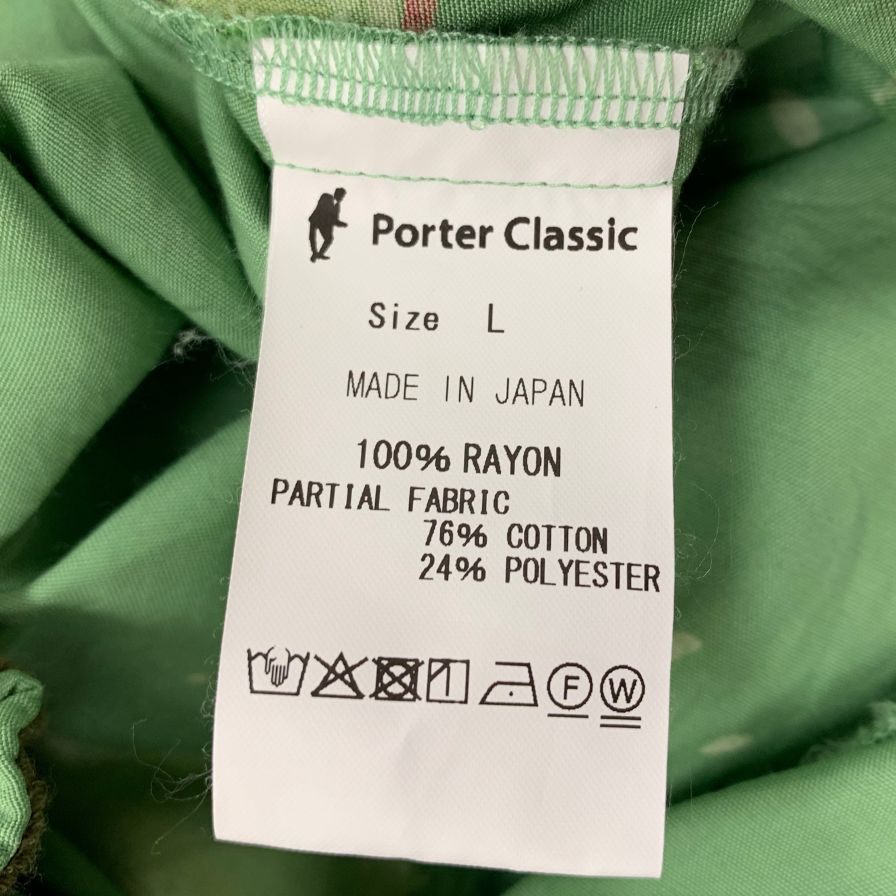 Porter Classic
Size L
MADE IN JAPAN
100% RAYON
PARTIAL FABRIC
76% COTTON
24% POLYESTER
F W